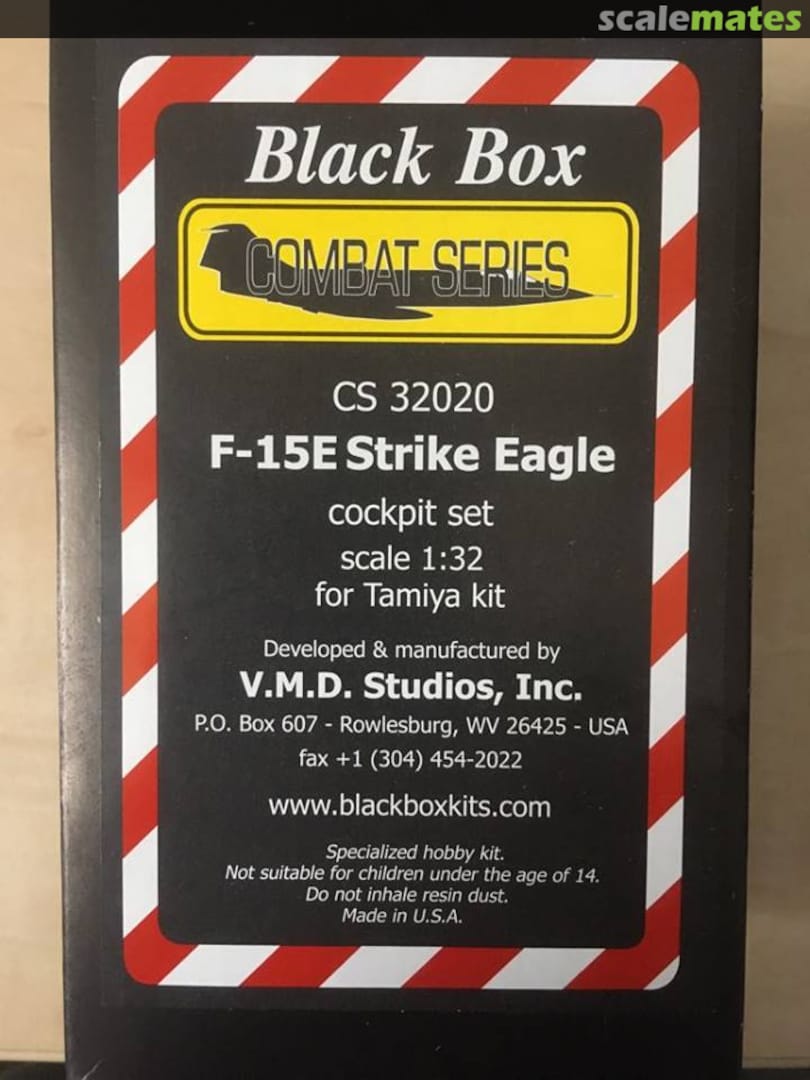 scalemates
Black Box
COMBAT SERIES
CS 32020
F-15E Strike Eagle
cockpit set
scale 1:32
for Tamiya kit
Developed & manufactured by
V.M.D. Studios, Inc.
P.O. Box 607 - Rowlesburg, WV 26425 - USA
fax +1 (304) 454-2022
www.blackboxkits.com
Specialized hobby kit.
Not suitable for children under the age of 14.
Do not inhale resin dust.
Made in U.S.A.